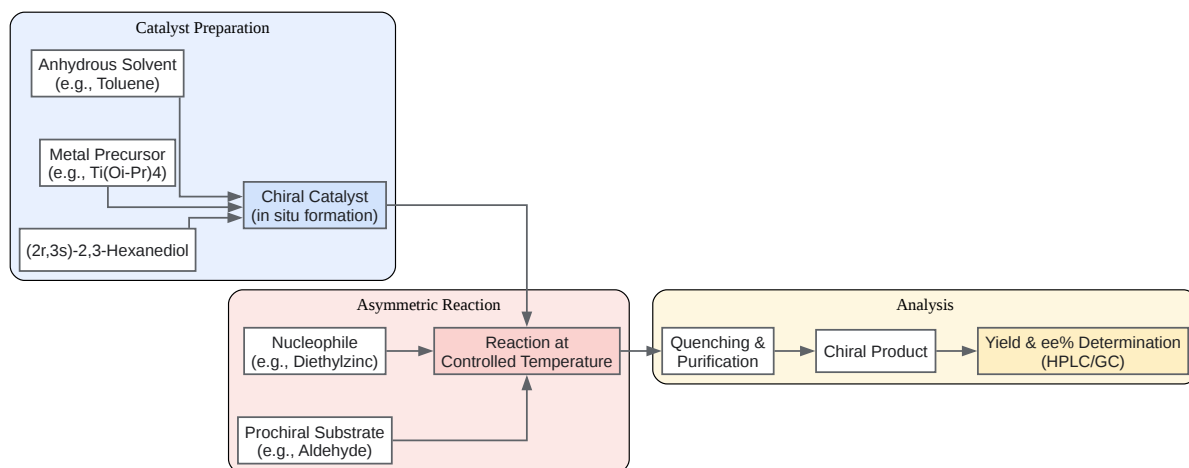 Catalyst Preparation
Anhydrous Solvent
(e.g., Toluene)
Metal Precursor
(e.g., Ti(Oi-Pr)4)
Chiral Catalyst
(in situ formation)
(2r,3s)-2,3-Hexanediol
Asymmetric Reaction
Nucleophile
(e.g., Diethylzinc)
Reaction at
Controlled Temperature
Prochiral Substrate
(e.g., Aldehyde)
Analysis
Quenching &
Purification
Chiral Product
Yield & ee% Determination
(HPLC/GC)